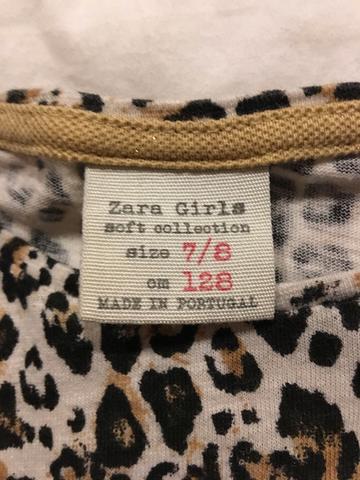 Zara Girls
soft collection
size 7/8
cm 128
MADE IN PORTUGAL